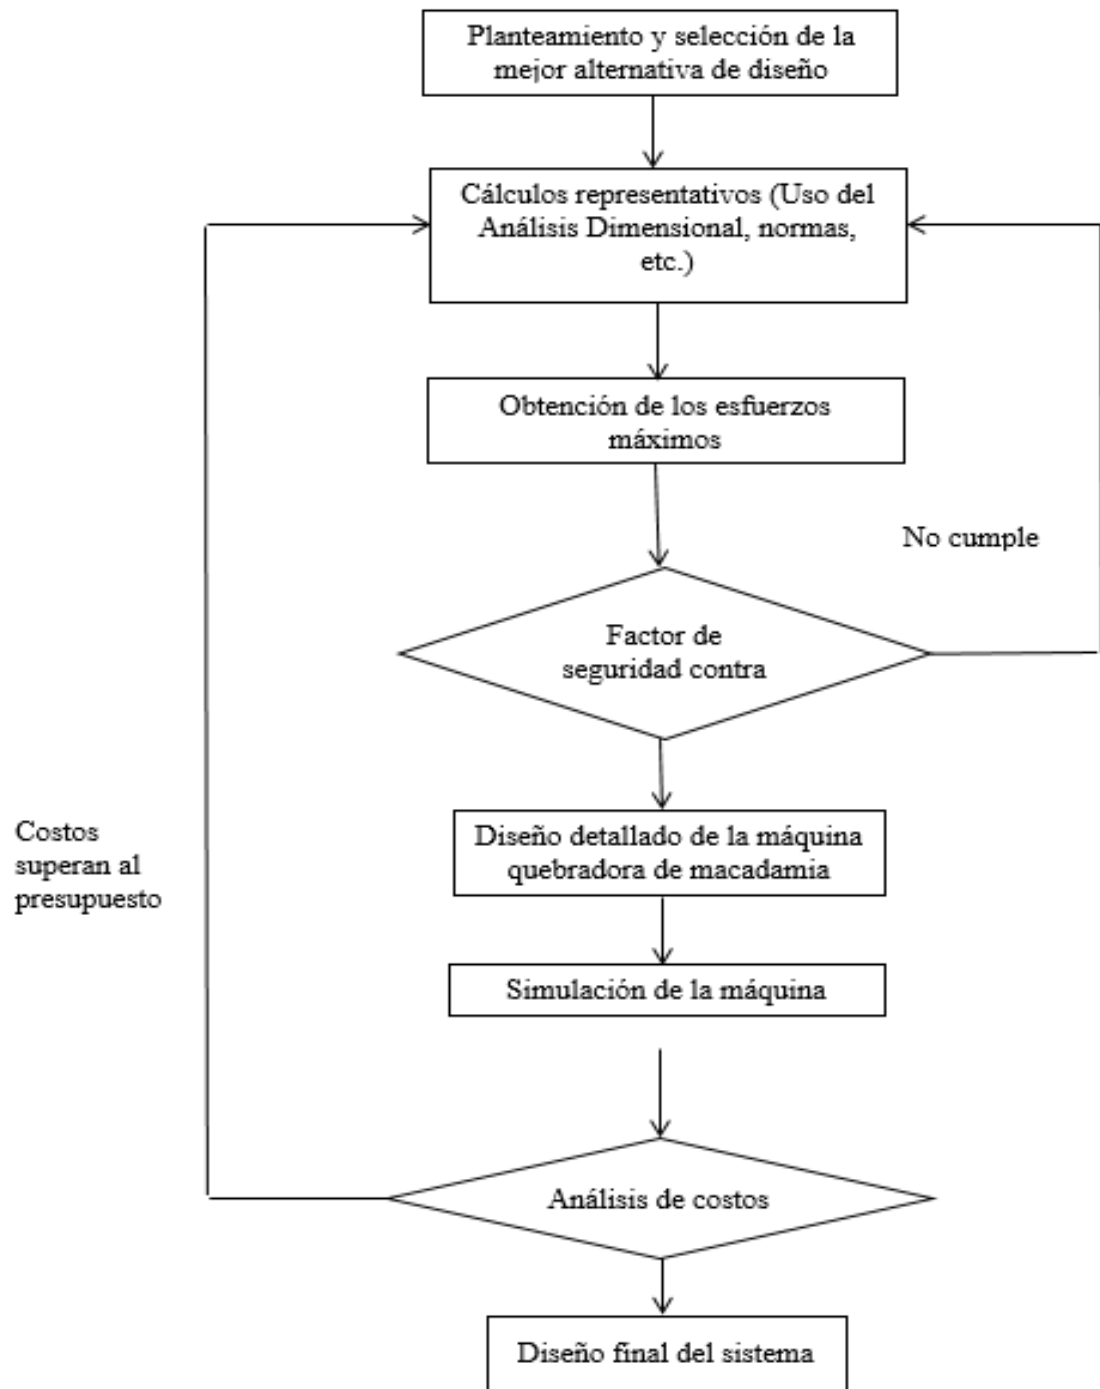 Planteamiento y selección de la
mejor alternativa de diseño
Cálculos representativos (Uso del
Análisis Dimensional, normas,
etc.)
Obtención de los esfuerzos
máximos
No cumple
Factor de
seguridad contra
Diseño detallado de la máquina
quebradora de macadamia
Costos
superan al
presupuesto
Simulación de la máquina
Análisis de costos
Diseño final del sistema